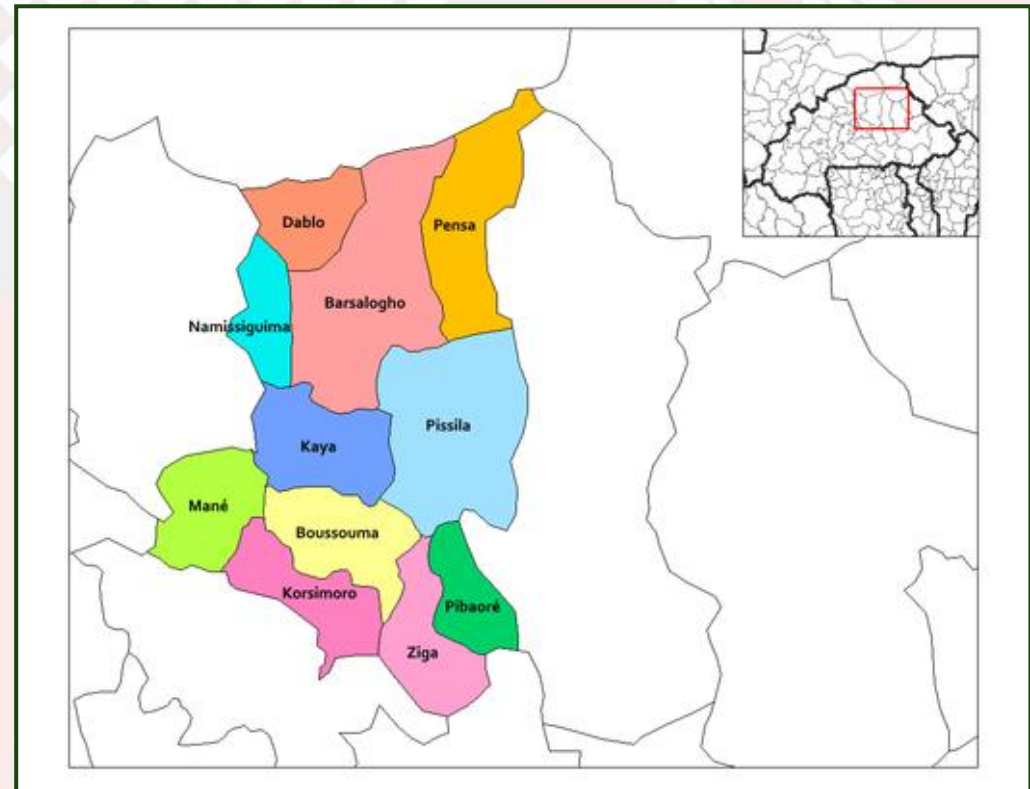 Dablo
Pensa
Barsalogho
Namissiguima
Kaya
Pissila
Mané
Boussouma
Korsimoro
Pibaoré
Ziga